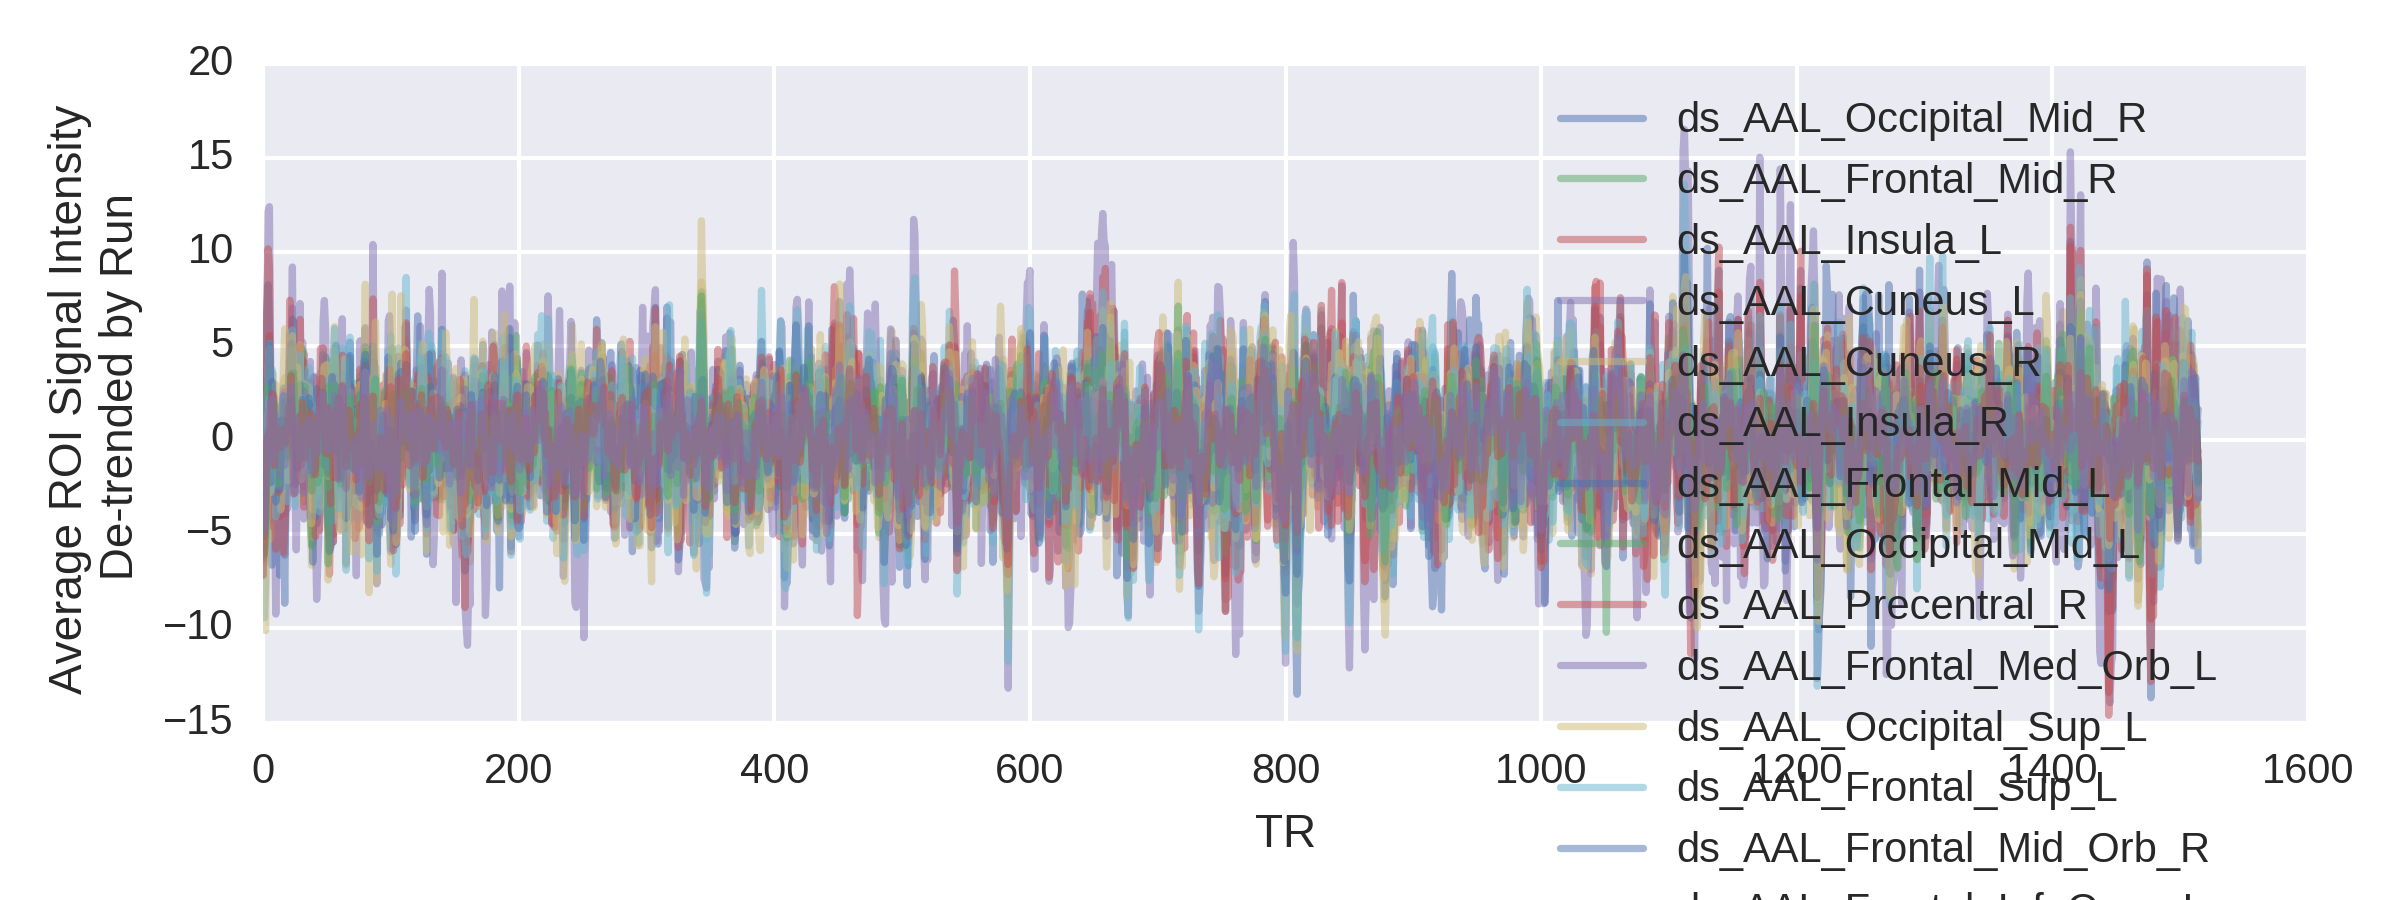 Average ROI Signal Intensity
De-trended by Run
20
15
10
5
0
−5
−10
−15
0 200 400 600 800 1000 1200 1400 1600
TR
ds_AAL_Occipital_Mid_R
ds_AAL_Frontal_Mid_R
ds_AAL_Insula_L
ds_AAL_Cuneus_L
ds_AAL_Cuneus_R
ds_AAL_Insula_R
ds_AAL_Frontal_Mid_L
ds_AAL_Occipital_Mid_L
ds_AAL_Precentral_R
ds_AAL_Frontal_Med_Orb_L
ds_AAL_Occipital_Sup_L
ds_AAL_Frontal_Sup_L
ds_AAL_Frontal_Mid_Orb_R